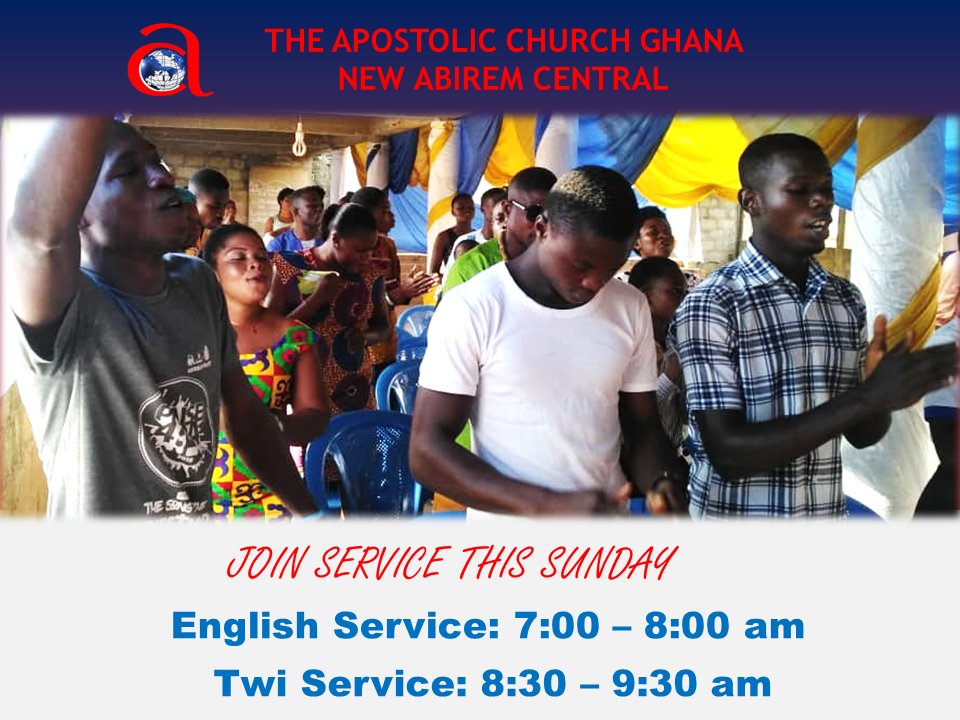 a
THE APOSTOLIC CHURCH GHANA
NEW ABIREM CENTRAL
JOIN SERVICE THIS SUNDAY
English Service: 7:00 – 8:00 am
Twi Service: 8:30 – 9:30 am